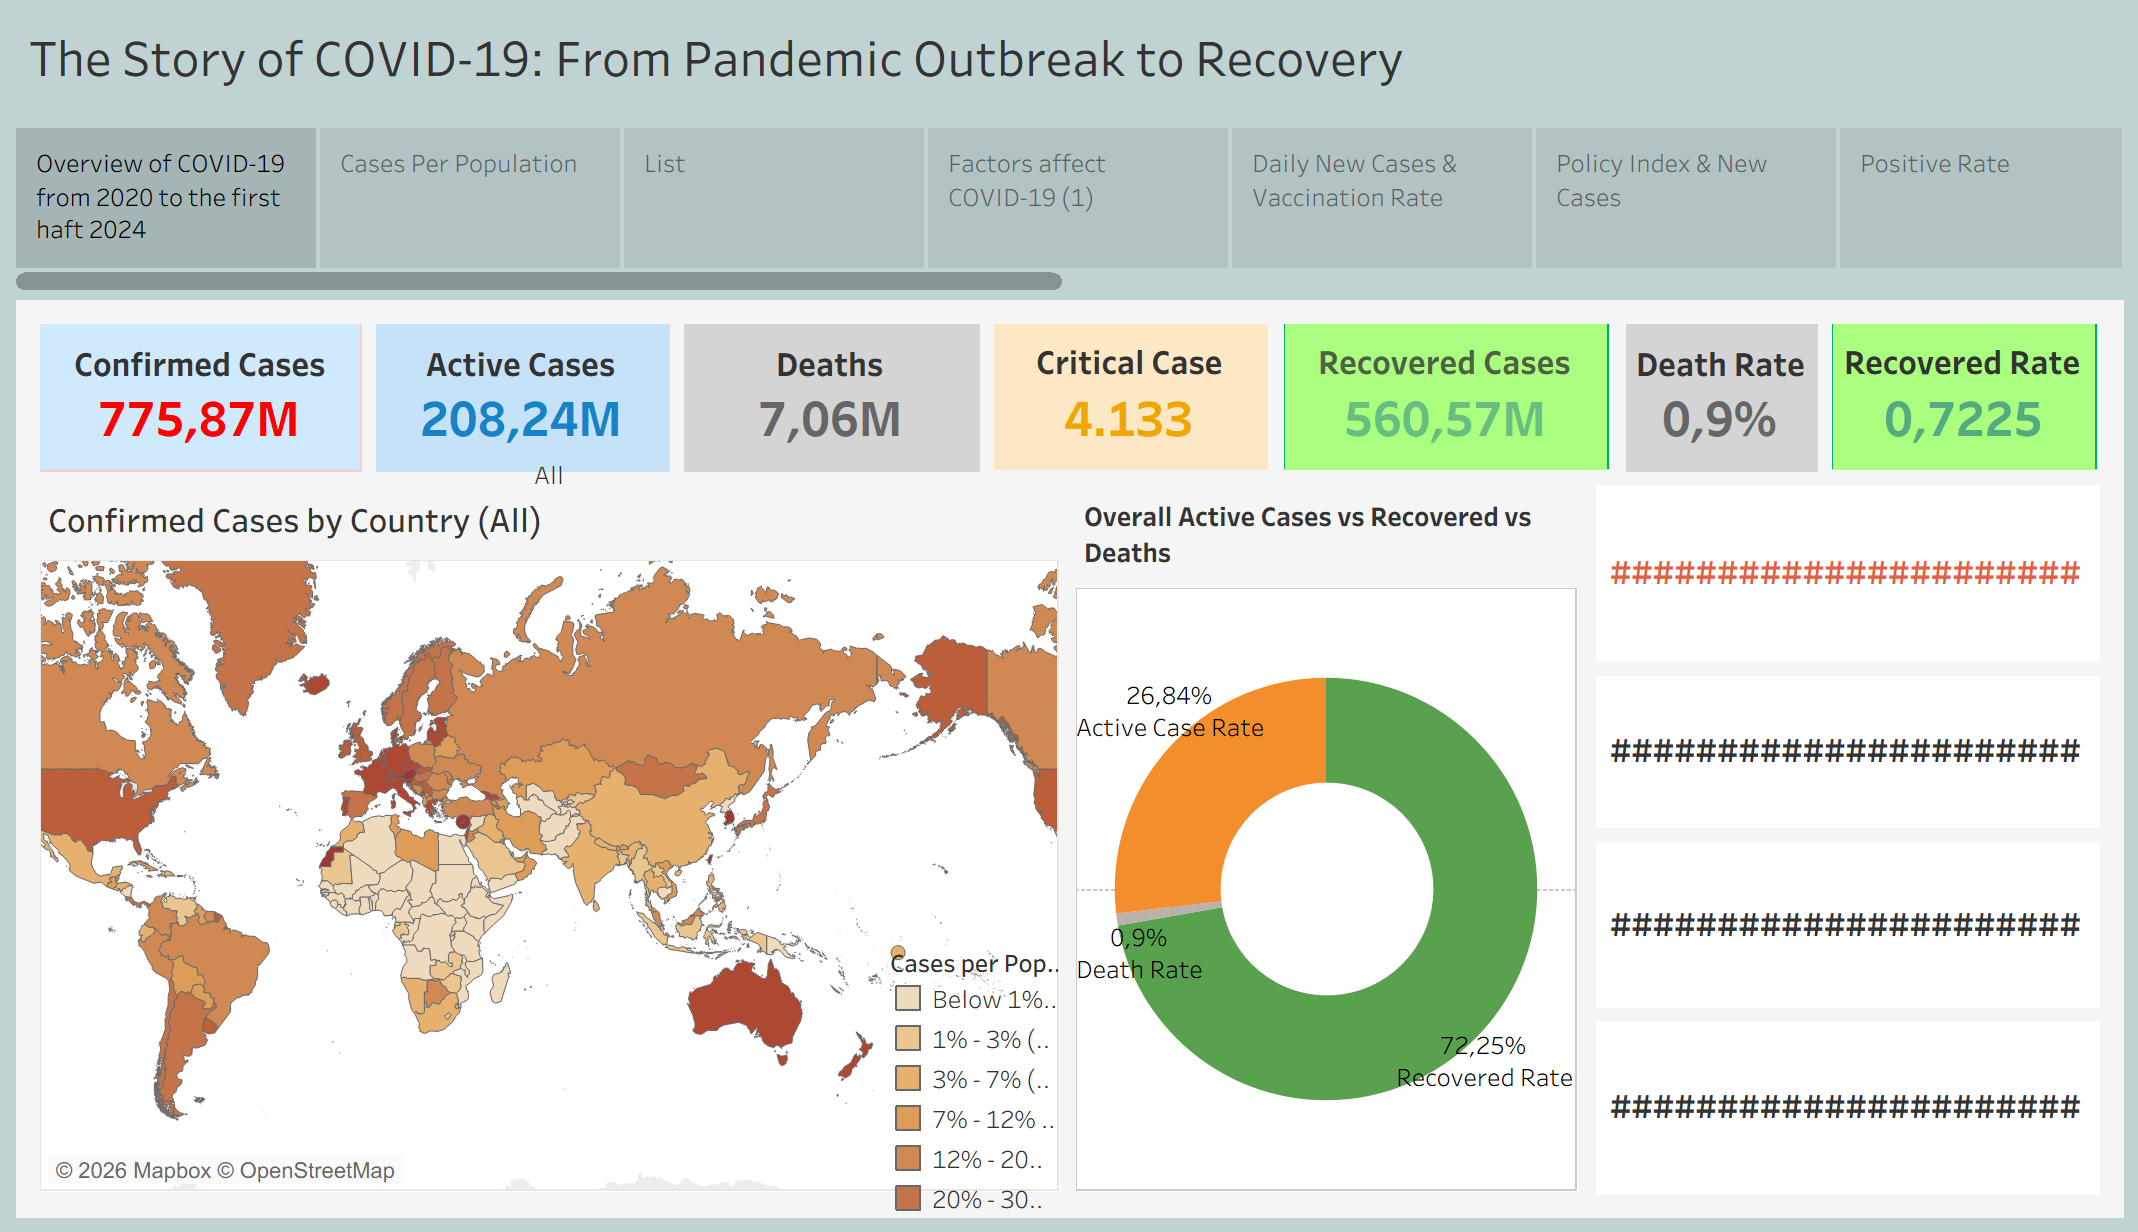 The Story of COVID-19: From Pandemic Outbreak to Recovery
Overview of COVID-19
from 2020 to the first
haft 2024
Cases Per Population
List
Factors affect
COVID-19 (1)
Daily New Cases &
Vaccination Rate
Policy Index & New
Cases
Positive Rate
Confirmed Cases
775,87M
Active Cases
208,24M
Deaths
7,06M
Critical Case
4.133
Recovered Cases
560,57M
Death Rate
0,9%
Recovered Rate
0,7225
All
Confirmed Cases by Country (All)
Cases per Pop..
Below 1%..
1% - 3% (..
3% - 7% (..
7% - 12% ..
12% - 20..
20% - 30..
© 2026 Mapbox © OpenStreetMap
Overall Active Cases vs Recovered vs
Deaths
26,84%
Active Case Rate
0,9%
Death Rate
72,25%
Recovered Rate
######################
######################
######################
######################